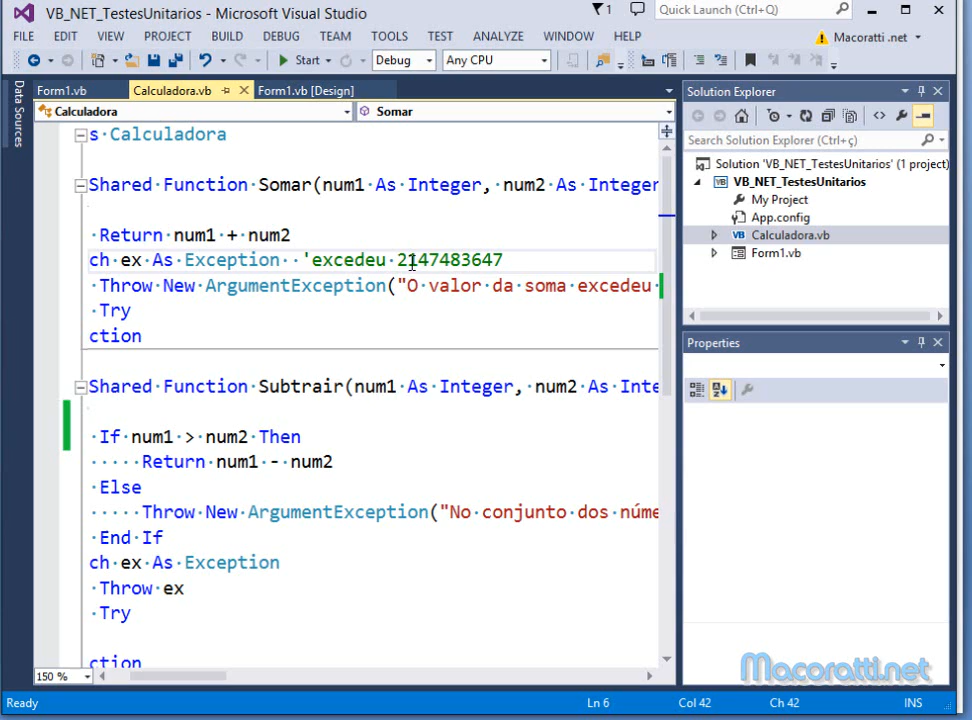 VB_NET_TestesUnitarios - Microsoft Visual Studio
1
Quick Launch (Ctrl+Q)
FILE EDIT VIEW PROJECT BUILD DEBUG TEAM TOOLS TEST ANALYZE WINDOW HELP
Macoratti .net
Start Debug Any CPU
Data Sources
Form1.vb Calculadora.vb Form1.vb [Design]
Calculadora Somar
s Calculadora
Shared Function Somar(num1 As Integer, num2 As Integer
Return num1 + num2
ch ex As Exception 'excedeu 2147483647
Throw New ArgumentException("O valor da soma excedeu
Try
ction
Shared Function Subtrair(num1 As Integer, num2 As Inte
If num1 > num2 Then
Return num1 - num2
Else
Throw New ArgumentException("No conjunto dos núme
End If
ch ex As Exception
Throw ex
Try
ction
150 %
Solution Explorer
Search Solution Explorer (Ctrl+ç)
Solution 'VB_NET_TestesUnitarios' (1 project)
VB_NET_TestesUnitarios
My Project
App.config
Calculadora.vb
Form1.vb
Properties
Macoratti.net
Ready Ln 6 Col 42 Ch 42 INS